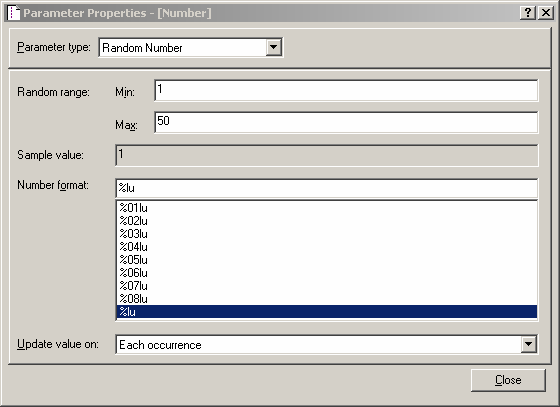 Parameter Properties - [Number]
Parameter type: Random Number
Random range: Min: 1
Max: 50
Sample value: 1
Number format: %lu
%01lu
%02lu
%03lu
%04lu
%05lu
%06lu
%07lu
%08lu
%lu
Update value on: Each occurrence
Close